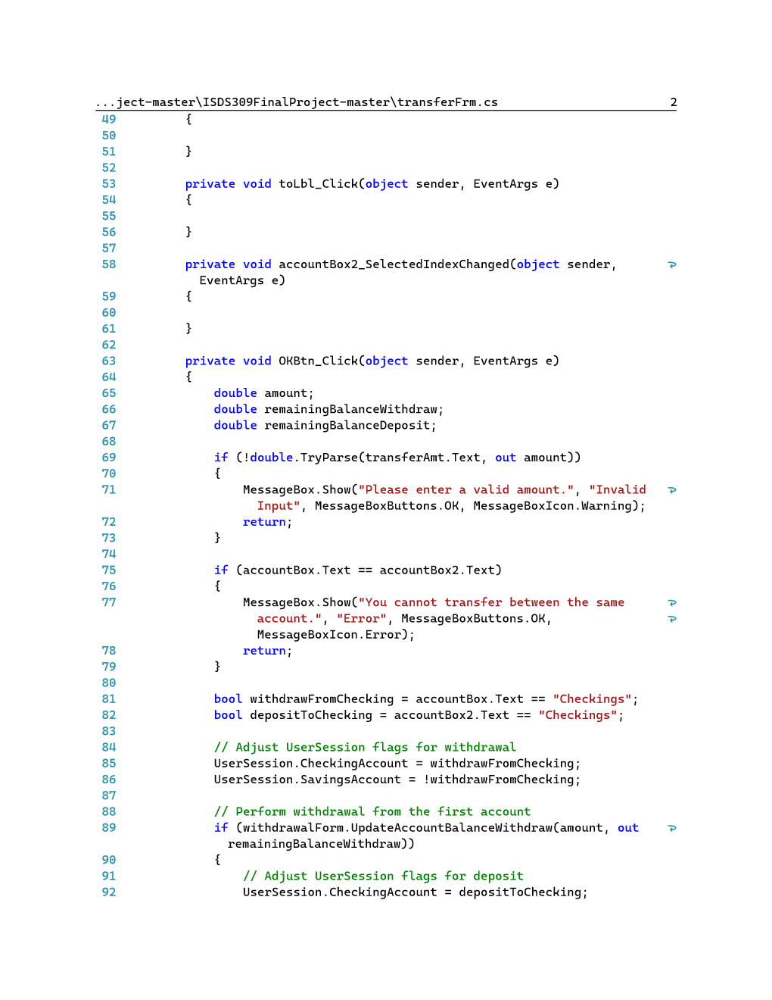 ...ject-master\ISDS309FinalProject-master\transferFrm.cs 2
49 {
50
51 }
52
53 private void toLbl_Click(object sender, EventArgs e)
54 {
55
56 }
57
58 private void accountBox2_SelectedIndexChanged(object sender,
EventArgs e)
59 {
60
61 }
62
63 private void OKBtn_Click(object sender, EventArgs e)
64 {
65 double amount;
66 double remainingBalanceWithdraw;
67 double remainingBalanceDeposit;
68
69 if (!double.TryParse(transferAmt.Text, out amount))
70 {
71 MessageBox.Show("Please enter a valid amount.", "Invalid
Input", MessageBoxButtons.OK, MessageBoxIcon.Warning);
72 return;
73 }
74
75 if (accountBox.Text == accountBox2.Text)
76 {
77 MessageBox.Show("You cannot transfer between the same
account.", "Error", MessageBoxButtons.OK,
MessageBoxIcon.Error);
78 return;
79 }
80
81 bool withdrawFromChecking = accountBox.Text == "Checkings";
82 bool depositToChecking = accountBox2.Text == "Checkings";
83
84 // Adjust UserSession flags for withdrawal
85 UserSession.CheckingAccount = withdrawFromChecking;
86 UserSession.SavingsAccount = !withdrawFromChecking;
87
88 // Perform withdrawal from the first account
89 if (withdrawalForm.UpdateAccountBalanceWithdraw(amount, out
remainingBalanceWithdraw))
90 {
91 // Adjust UserSession flags for deposit
92 UserSession.CheckingAccount = depositToChecking;